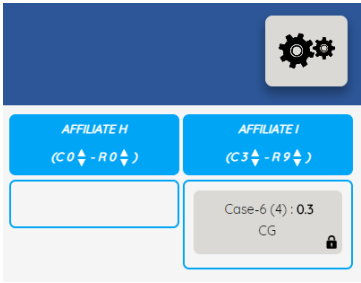 AFFILIATE H
(C 0 - R 0 )
AFFILIATE I
(C 3 - R 9 )
Case-6 (4) : 0.3
CG